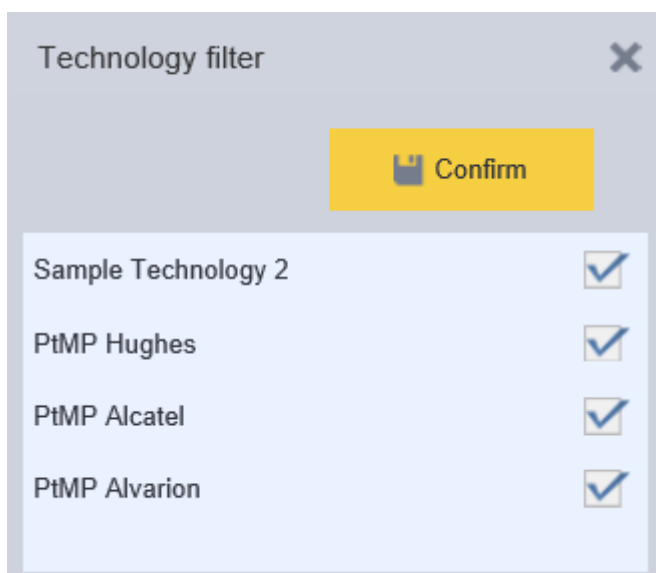 Technology filter
Confirm
Sample Technology 2
PtMP Hughes
PtMP Alcatel
PtMP Alvarion